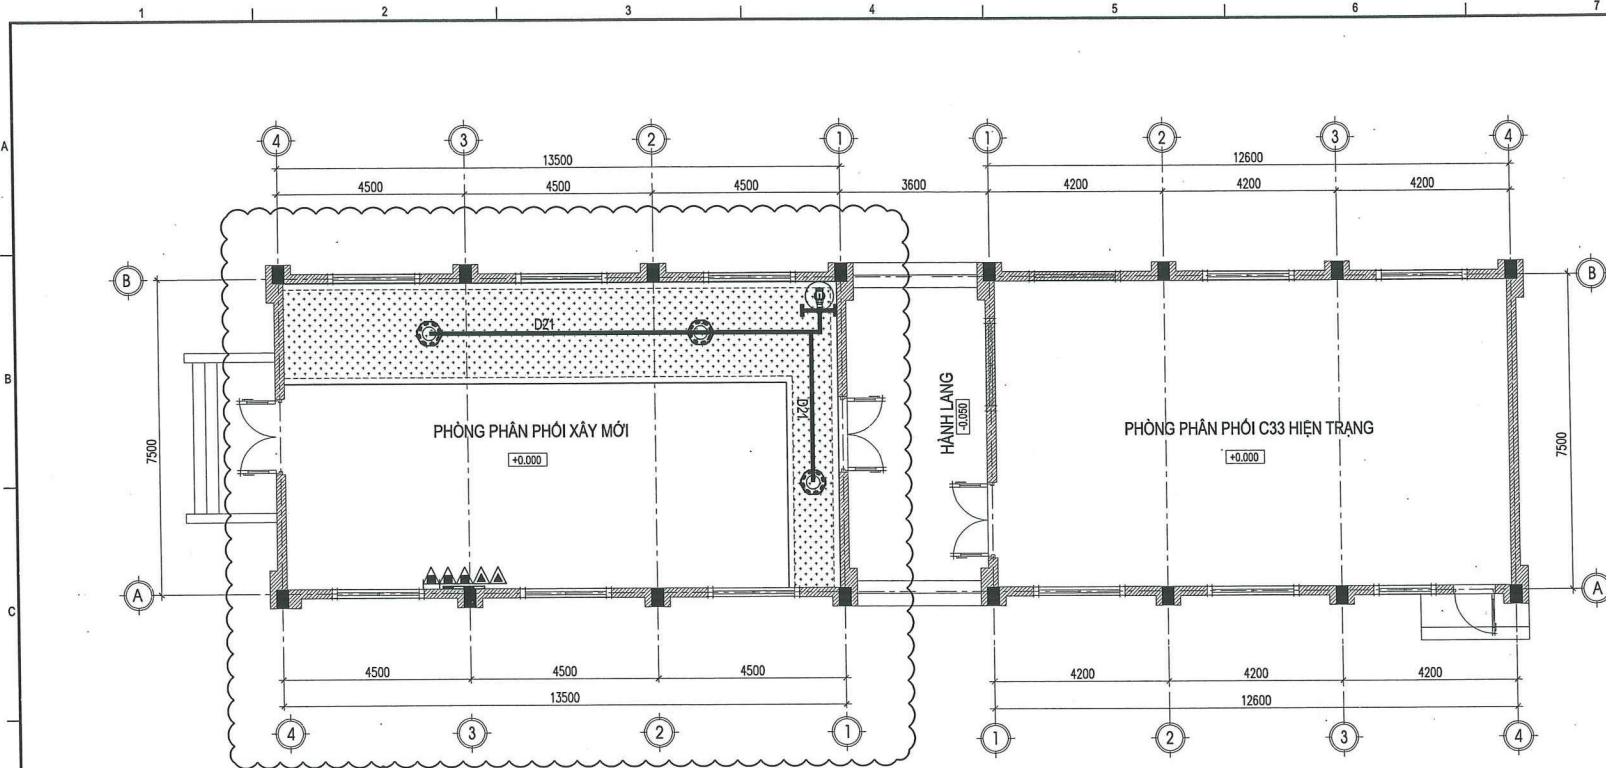 1 2 3 4 5 6 7
A
4 3 2 1 1 2 3 4
13500 12600
4500 4500 4500 3600 4200 4200 4200
B B
D21
B
D21
HÀNH LANG
-0.050
PHÒNG PHÂN PHỐI XÂY MỚI
+0.000
PHÒNG PHÂN PHỐI C33 HIỆN TRẠNG
+0.000
7500 7500
A A
C
4500 4500 4500 4200 4200 4200
13500 12600
4 3 2 1 1 2 3 4